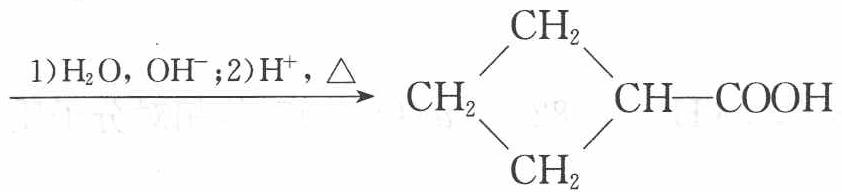 CH₂
1)H₂O, OH⁻;2)H⁺, △
CH₂ CH—COOH
CH₂